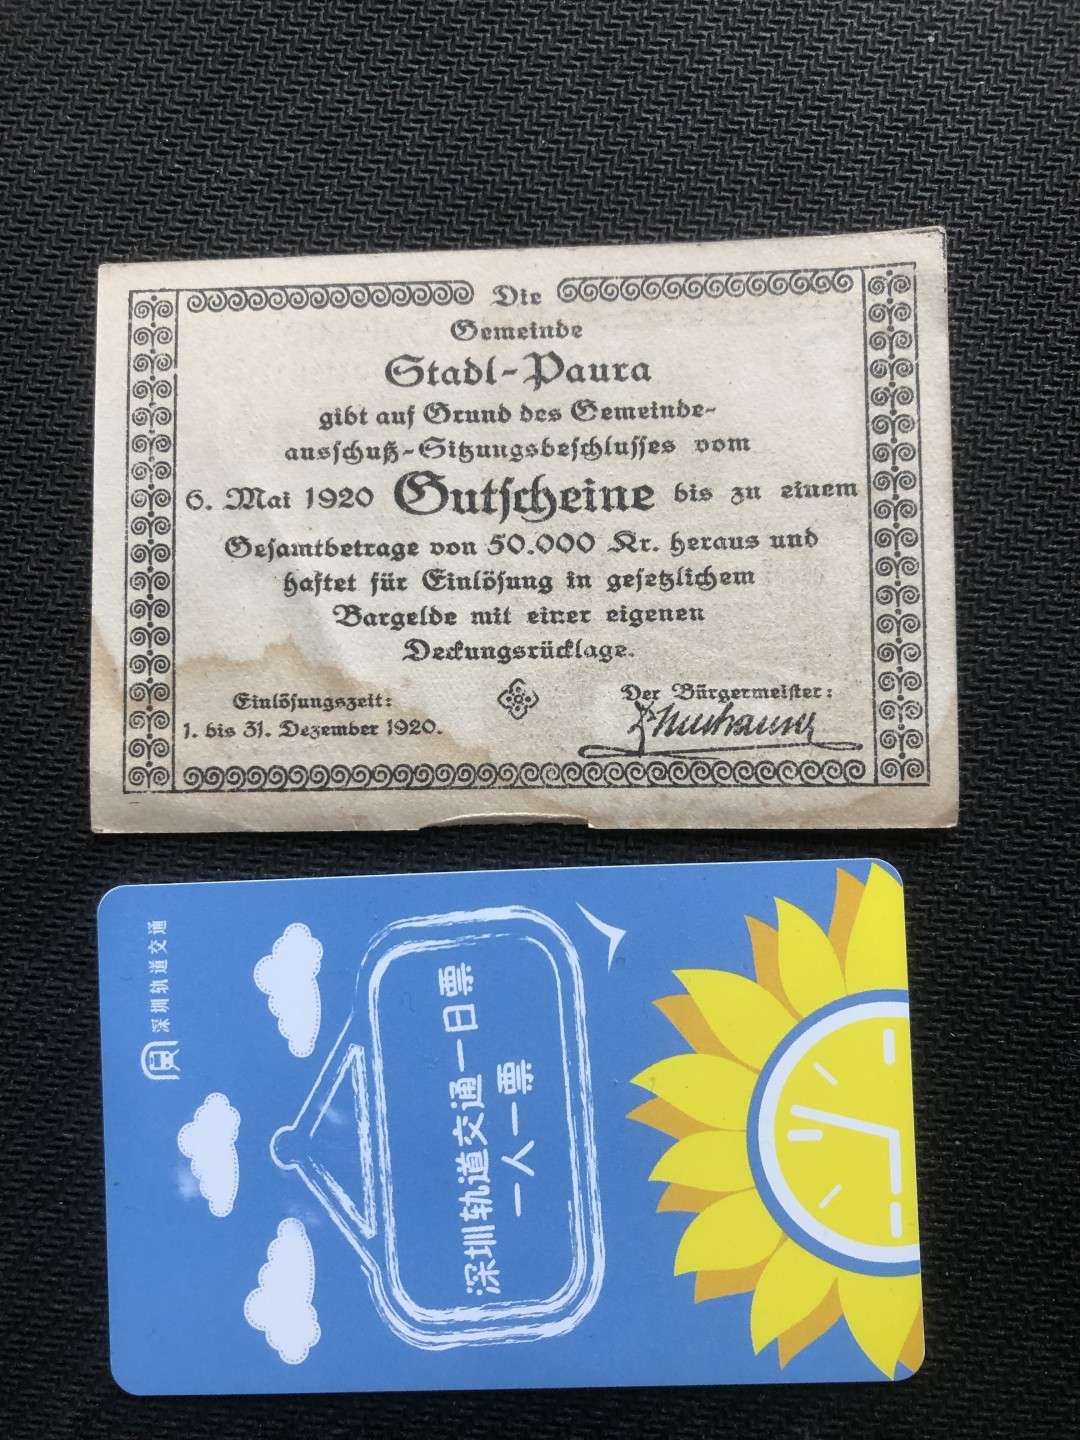 Die
Gemeinde
Stadl-Paura
gibt auf Grund des Gemeinde-
ausschuß-Sitzungsbeschlusses vom
6. Mai 1920 Gutscheine bis zu einem
Gesamtbetrage von 50.000 Kr. heraus und
haftet für Einlösung in gesetzlichem
Bargelde mit einer eigenen
Deckungsrücklage.
Einlösungszeit:
1. bis 31. Dezember 1920.
Der Bürgermeister:
深圳轨道交通
深圳轨道交通一日票
一人一票